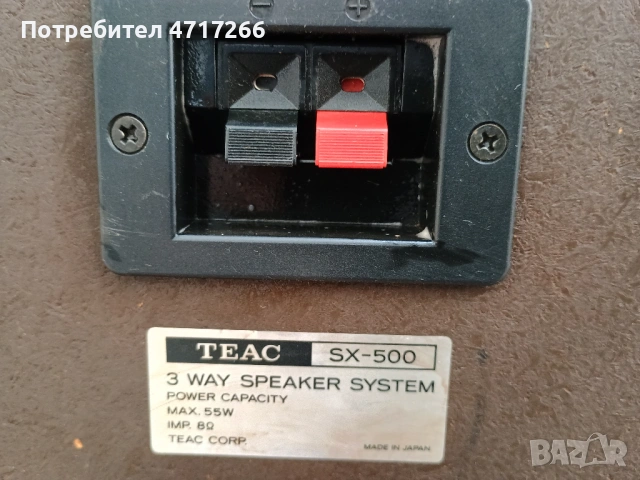 Потребител 4717266
− +
TEAC SX-500
3 WAY SPEAKER SYSTEM
POWER CAPACITY
MAX. 55W
IMP. 8Ω
TEAC CORP.
MADE IN JAPAN
BAZAR